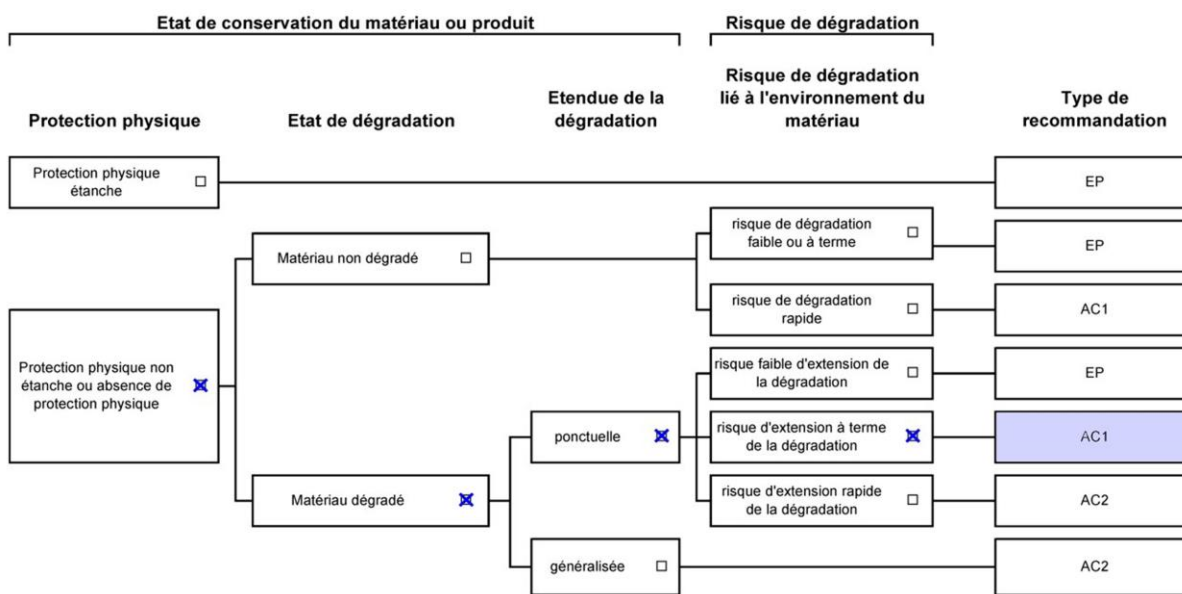 Etat de conservation du matériau ou produit
Risque de dégradation
Protection physique
Etat de dégradation
Etendue de la
dégradation
Risque de dégradation
lié à l'environnement du
matériau
Type de
recommandation
Protection physique
étanche
EP
Matériau non dégradé
risque de dégradation
faible ou à terme
EP
risque de dégradation
rapide
AC1
Protection physique non
étanche ou absence de
protection physique
risque faible d'extension de
la dégradation
EP
ponctuelle
risque d'extension à terme
de la dégradation
AC1
Matériau dégradé
risque d'extension rapide
de la dégradation
AC2
généralisée
AC2